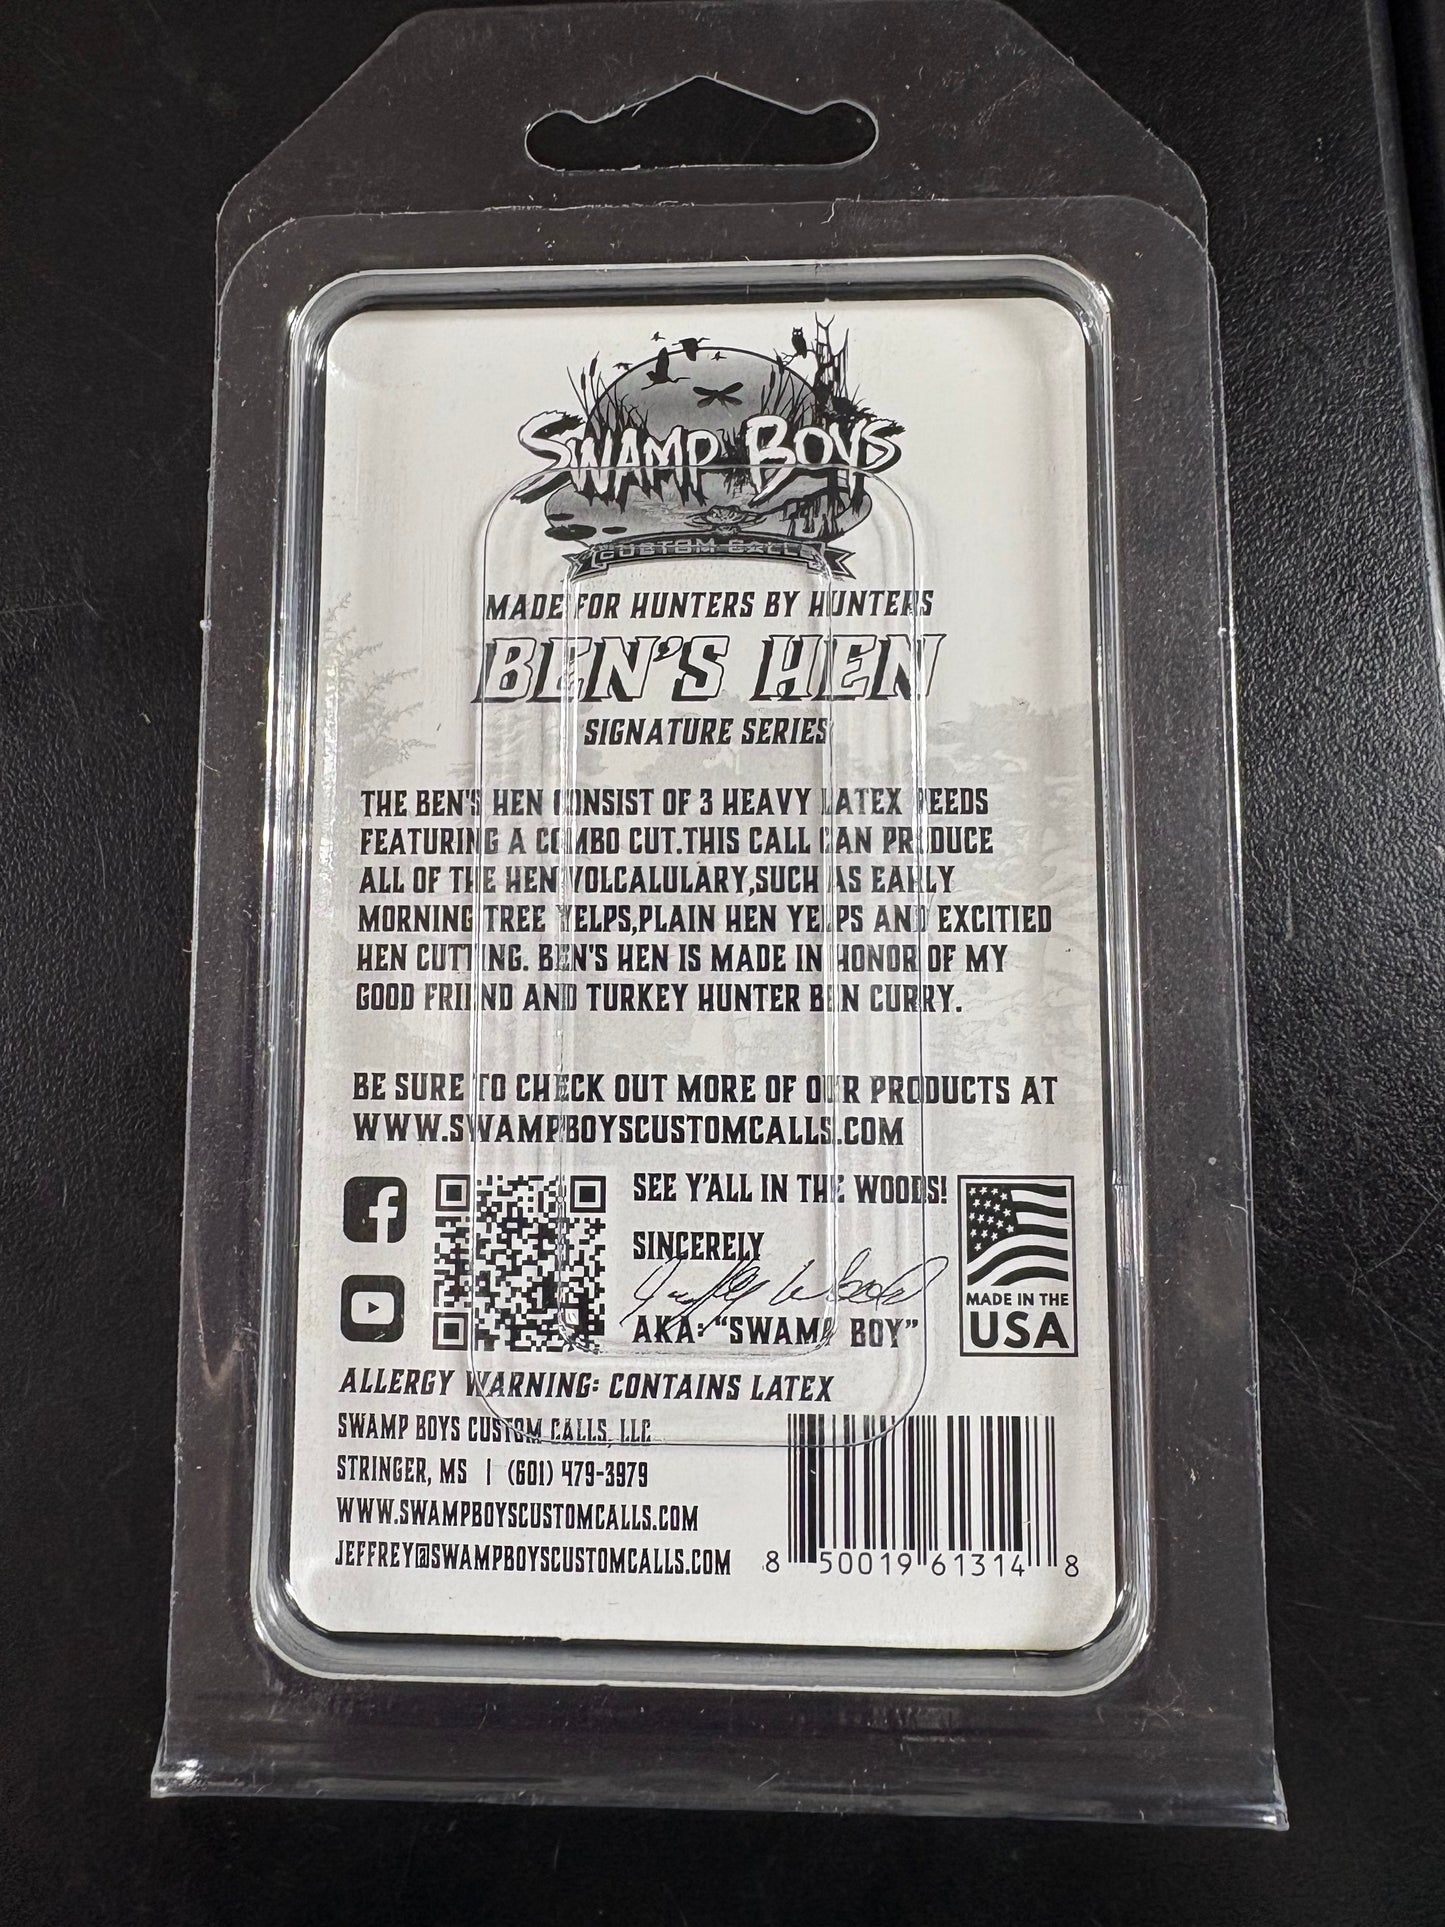 SWAMP BOYS
CUSTOM CALLS
MADE FOR HUNTERS BY HUNTERS
BEN'S HEN
SIGNATURE SERIES
THE BEN'S HEN CONSIST OF 3 HEAVY LATEX REEDS
FEATURING A COMBO CUT.THIS CALL CAN PRODUCE
ALL OF THE HEN VOLCALULARY,SUCH AS EARLY
MORNING TREE YELPS,PLAIN HEN YELPS AND EXCITIED
HEN CUTTING. BEN'S HEN IS MADE IN HONOR OF MY
GOOD FRIEND AND TURKEY HUNTER BEN CURRY.
BE SURE TO CHECK OUT MORE OF OUR PRODUCTS AT
WWW.SWAMPBOYSCUSTOMCALLS.COM
SEE Y'ALL IN THE WOODS!
SINCERELY
Jeffrey Wood
AKA: "SWAMP BOY"
MADE IN THE
USA
ALLERGY WARNING: CONTAINS LATEX
SWAMP BOYS CUSTOM CALLS, LLC
STRINGER, MS | (601) 479-3979
WWW.SWAMPBOYSCUSTOMCALLS.COM
JEFFREY@SWAMPBOYSCUSTOMCALLS.COM
8 50019 61314 8